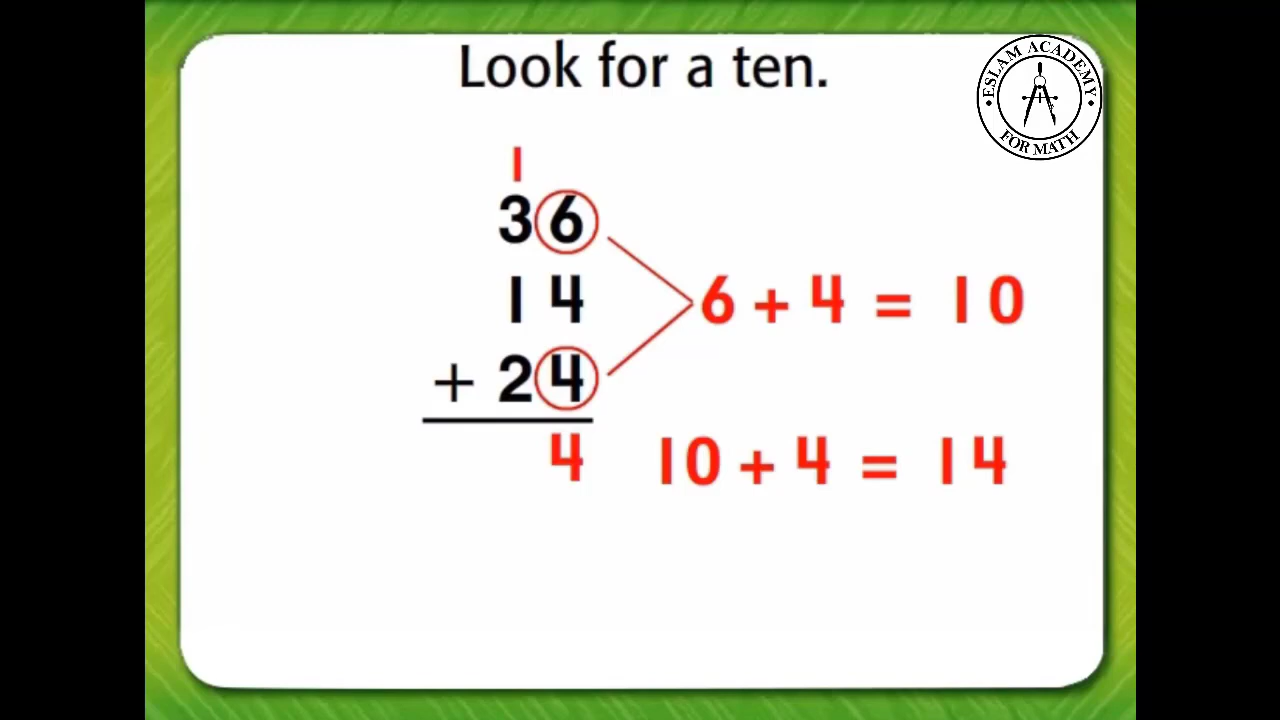 Look for a ten.
ESLAM ACADEMY
FOR MATH
1
36
14
+ 24
4
6 + 4 = 10
10 + 4 = 14